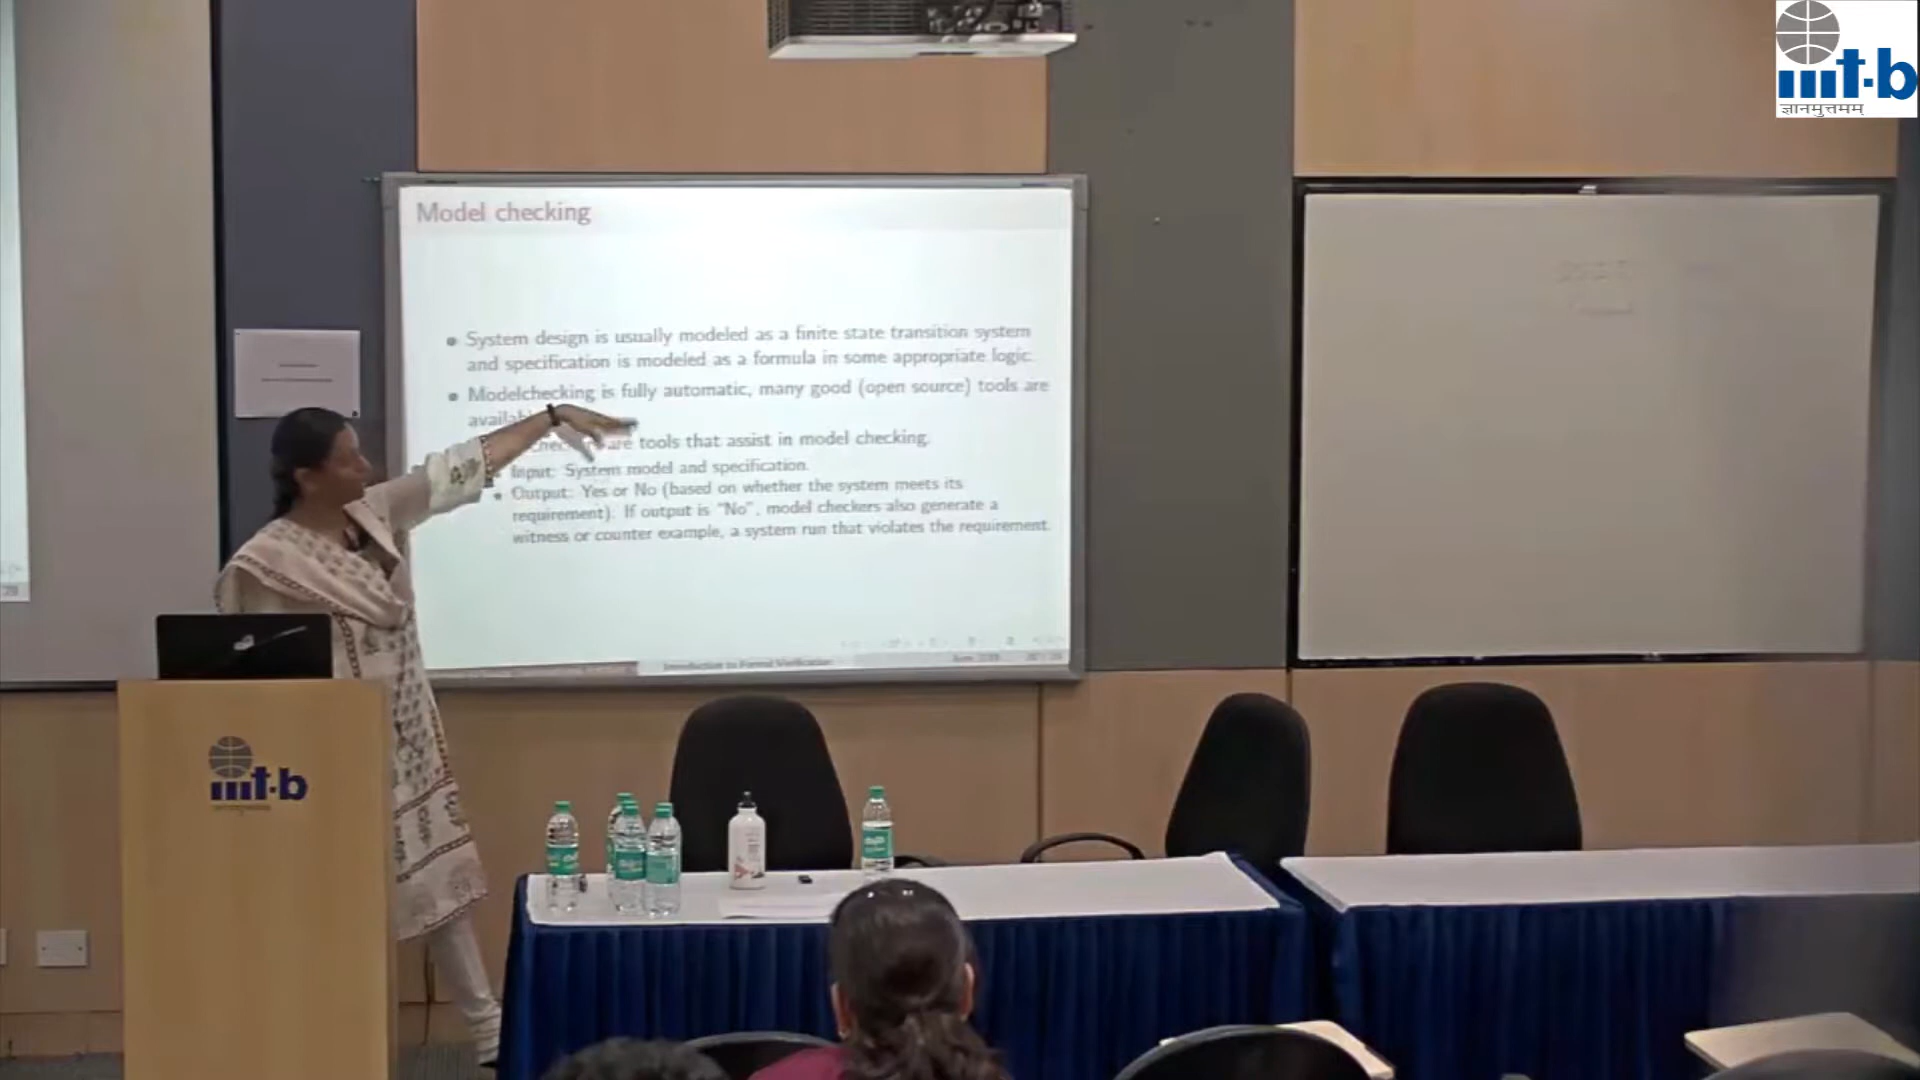 iiit-b
ज्ञानमुत्तमम्
Model checking
System design is usually modeled as a finite state transition system
and specification is modeled as a formula in some appropriate logic.
Modelchecking is fully automatic, many good (open source) tools are
are tools that assist in model checking.
Input: System model and specification.
Output: Yes or No (based on whether the system meets its
requirement). If output is "No", model checkers also generate a
witness or counter example, a system run that violates the requirement.
Introduction to Formal Verification
iiit-b